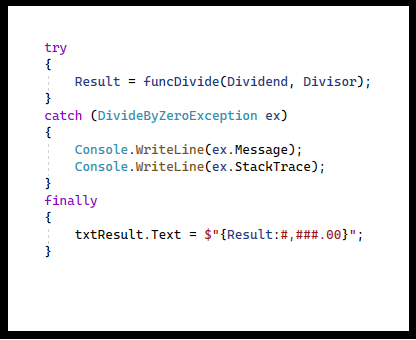 try
{
    Result = funcDivide(Dividend, Divisor);
}
catch (DivideByZeroException ex)
{
    Console.WriteLine(ex.Message);
    Console.WriteLine(ex.StackTrace);
}
finally
{
    txtResult.Text = $"{Result:#,###.00}";
}